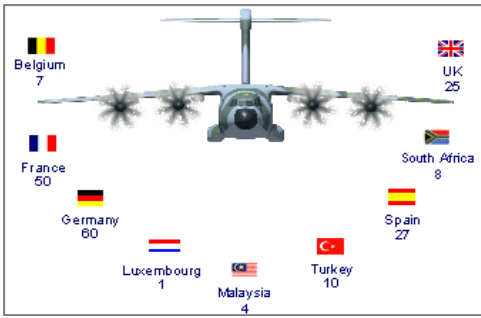 Belgium
7
UK
25
France
50
South Africa
8
Germany
60
Spain
27
Luxembourg
1
Malaysia
4
Turkey
10